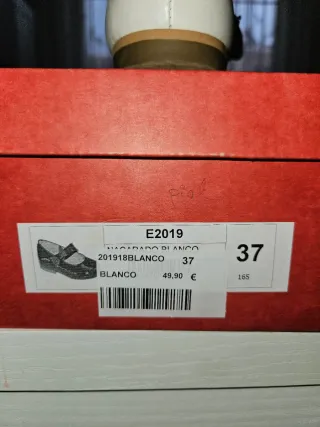 E2019
NACARADO BLANCO
201918BLANCO 37
BLANCO 49,90 €
37
16S